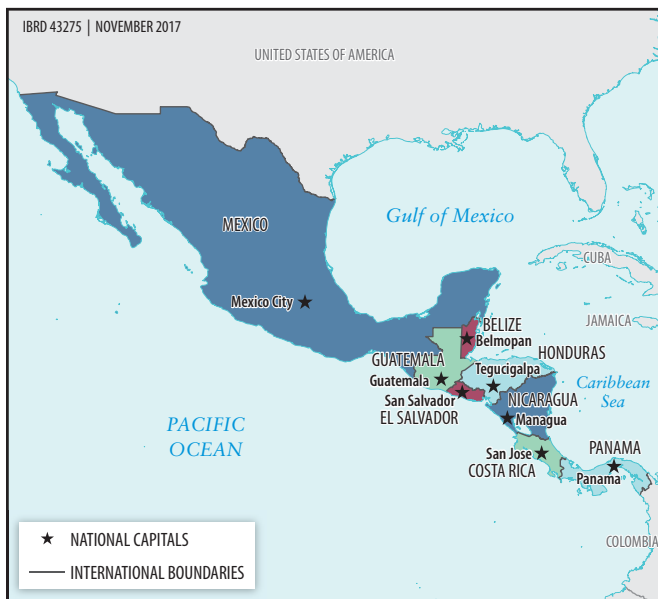 IBRD 43275 | NOVEMBER 2017
UNITED STATES OF AMERICA
MEXICO
Gulf of Mexico
CUBA
Mexico City
JAMAICA
BELIZE
Belmopan
HONDURAS
GUATEMALA
Tegucigalpa
Guatemala
Caribbean
Sea
San Salvador
NICARAGUA
EL SALVADOR
Managua
PACIFIC
OCEAN
PANAMA
San Jose
COSTA RICA
Panama
COLOMBIA
NATIONAL CAPITALS
INTERNATIONAL BOUNDARIES